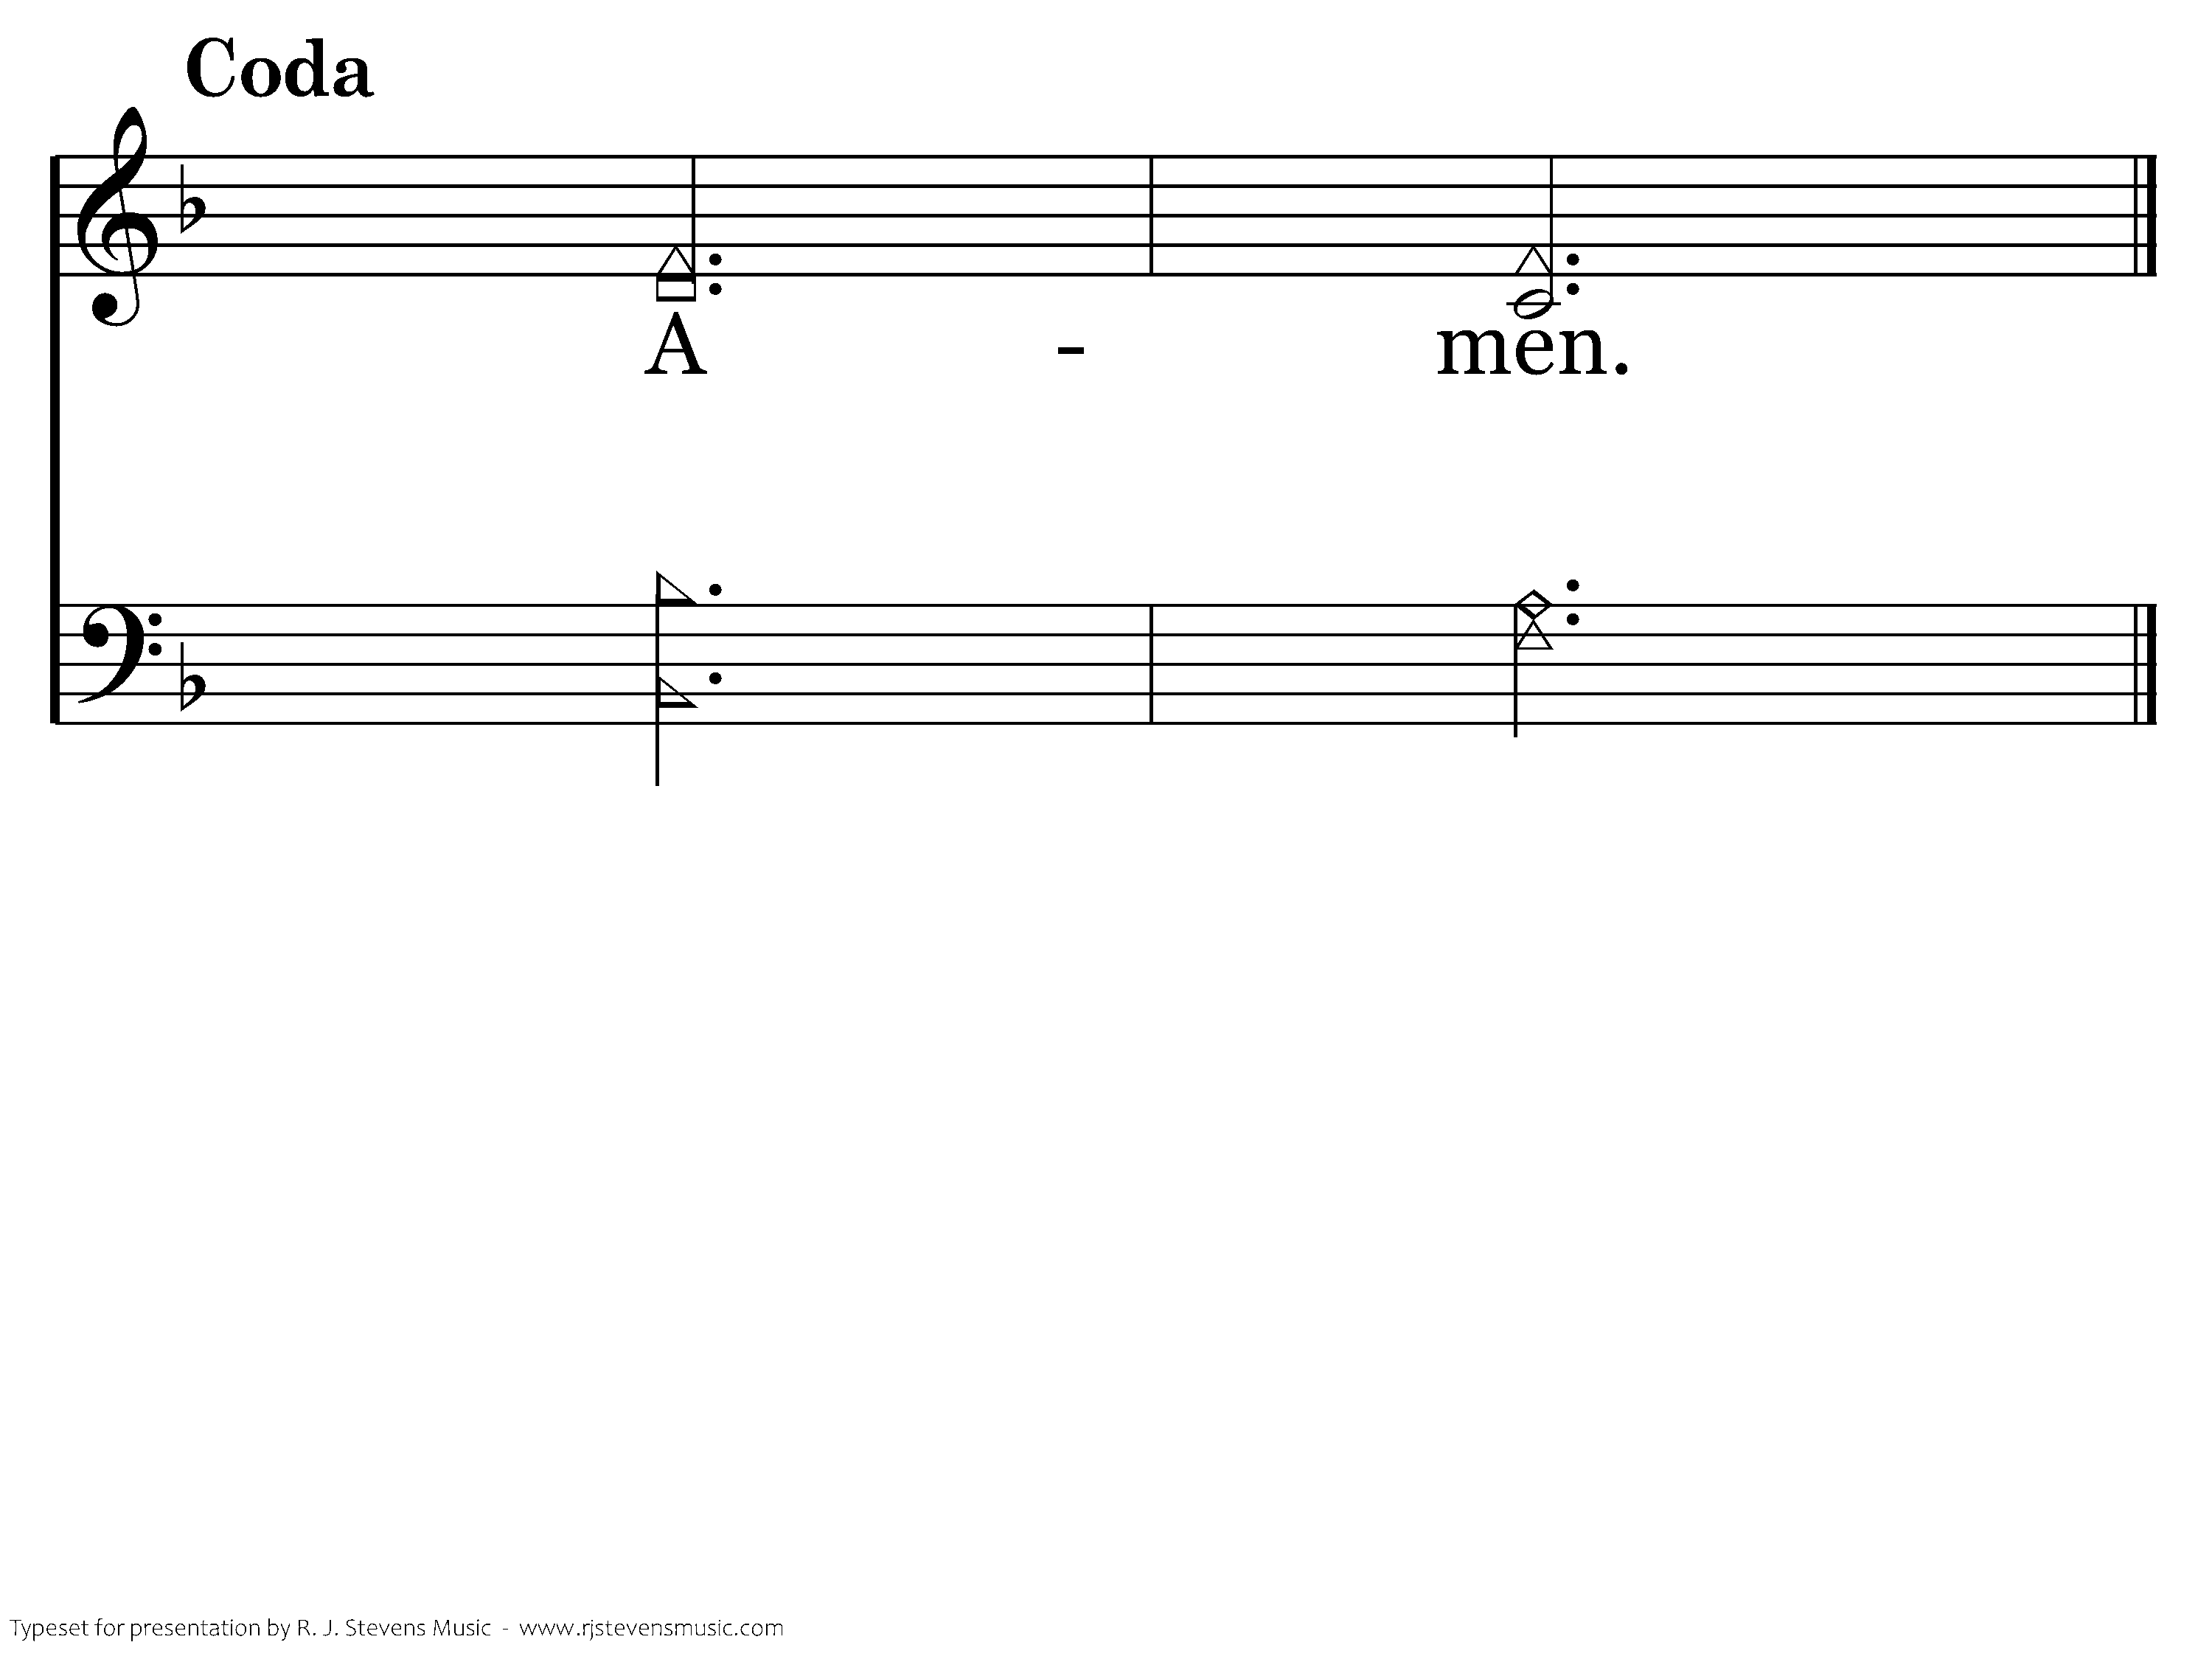 Coda
A - men.
Typeset for presentation by R. J. Stevens Music - www.rjstevensmusic.com